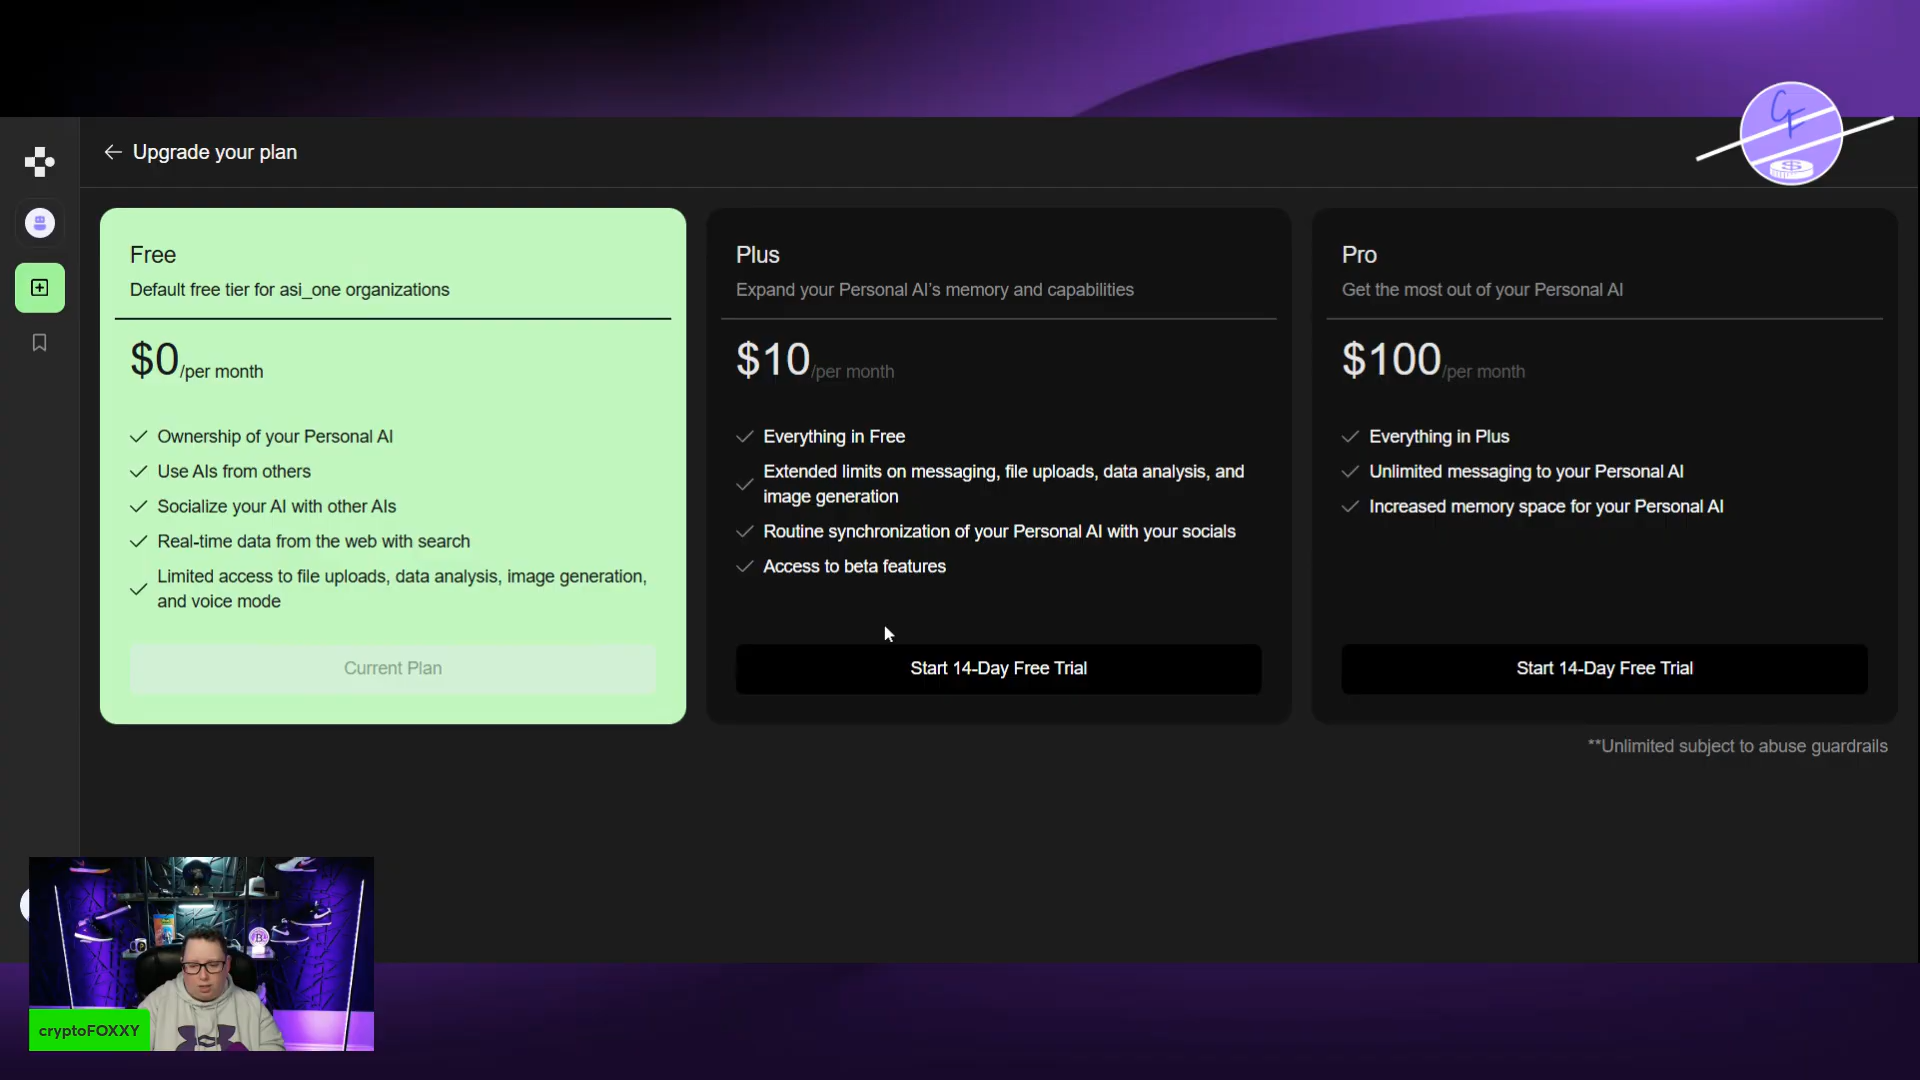 Upgrade your plan
Free
Default free tier for asi_one organizations
$0/per month
Ownership of your Personal AI
Use AIs from others
Socialize your AI with other AIs
Real-time data from the web with search
Limited access to file uploads, data analysis, image generation,
and voice mode
Current Plan
Plus
Expand your Personal AI's memory and capabilities
$10/per month
Everything in Free
Extended limits on messaging, file uploads, data analysis, and
image generation
Routine synchronization of your Personal AI with your socials
Access to beta features
Start 14-Day Free Trial
Pro
Get the most out of your Personal AI
$100/per month
Everything in Plus
Unlimited messaging to your Personal AI
Increased memory space for your Personal AI
Start 14-Day Free Trial
**Unlimited subject to abuse guardrails
CF
$
cryptoFOXXY